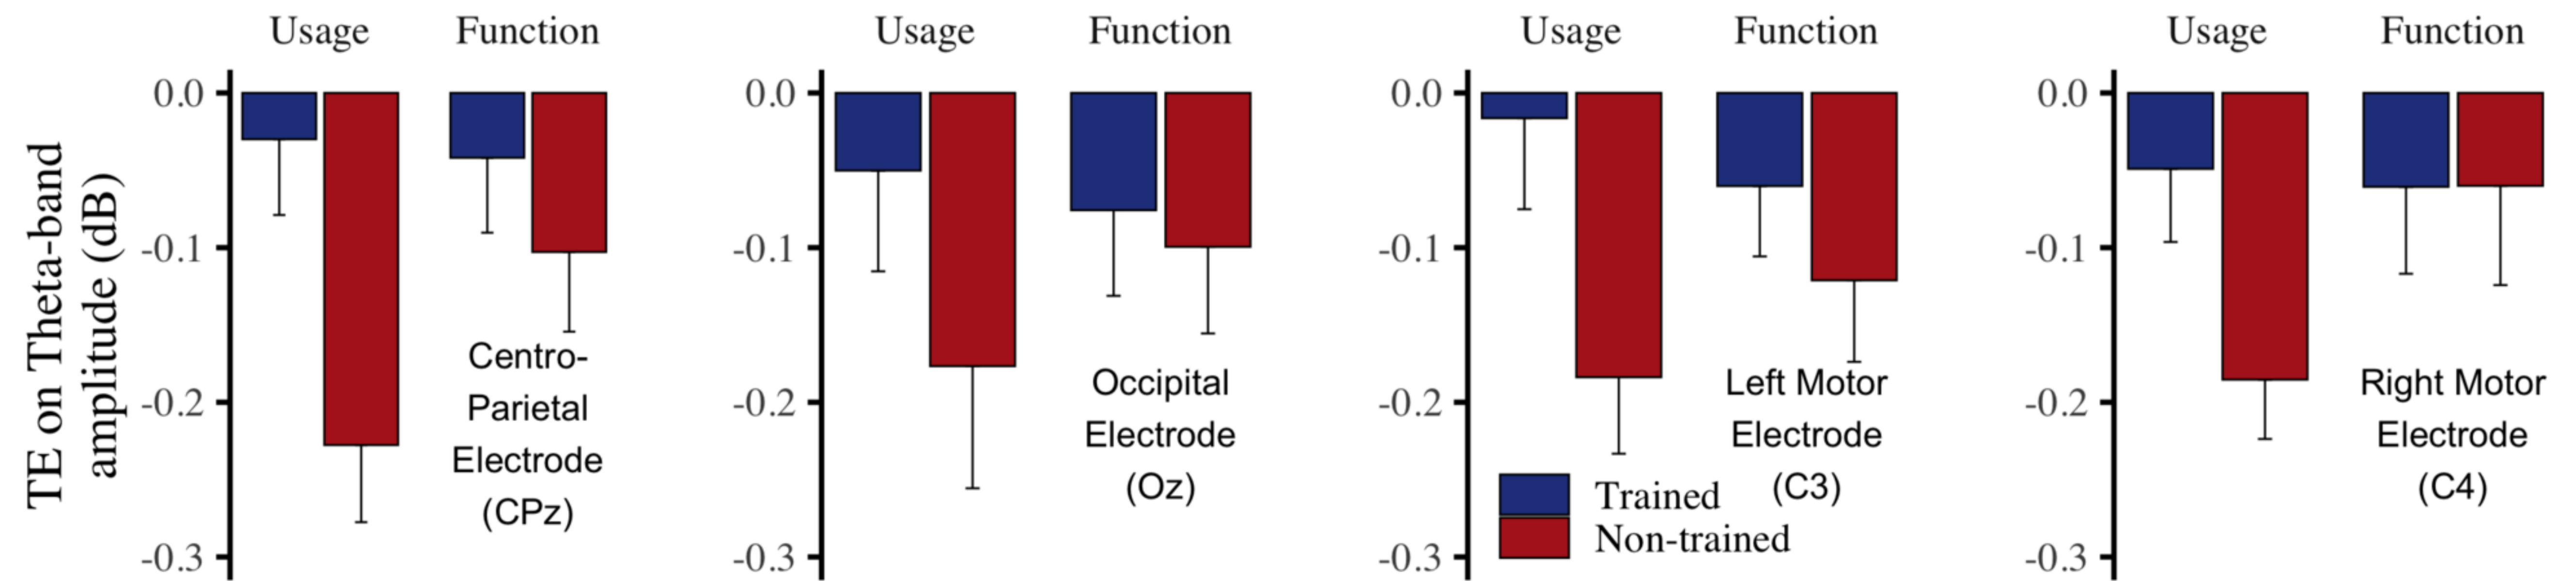 TE on Theta-band
amplitude (dB)
Usage Function
0.0
-0.1
-0.2
-0.3
Centro-
Parietal
Electrode
(CPz)
Usage Function
0.0
-0.1
-0.2
-0.3
Occipital
Electrode
(Oz)
Usage Function
0.0
-0.1
-0.2
-0.3
Left Motor
Electrode
(C3)
Trained
Non-trained
Usage Function
0.0
-0.1
-0.2
-0.3
Right Motor
Electrode
(C4)